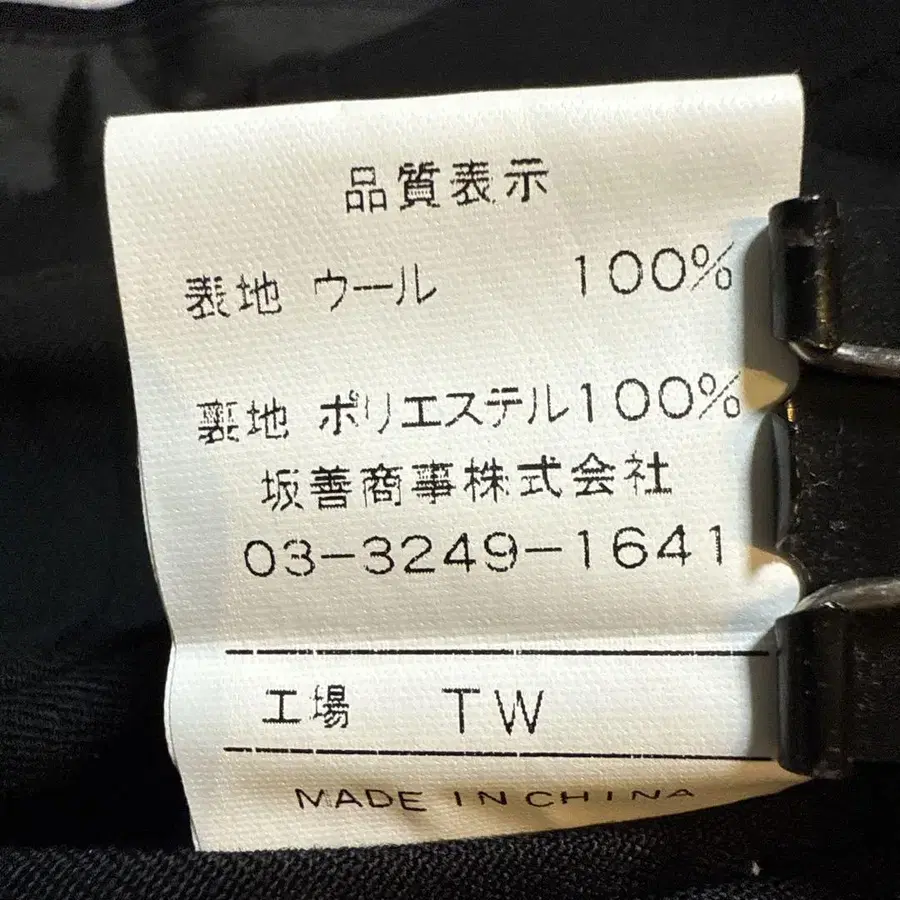 品質表示
表地 ウール 100%
裏地 ポリエステル100%
坂善商事株式会社
03-3249-1641
工場 TW
MADE IN CHINA